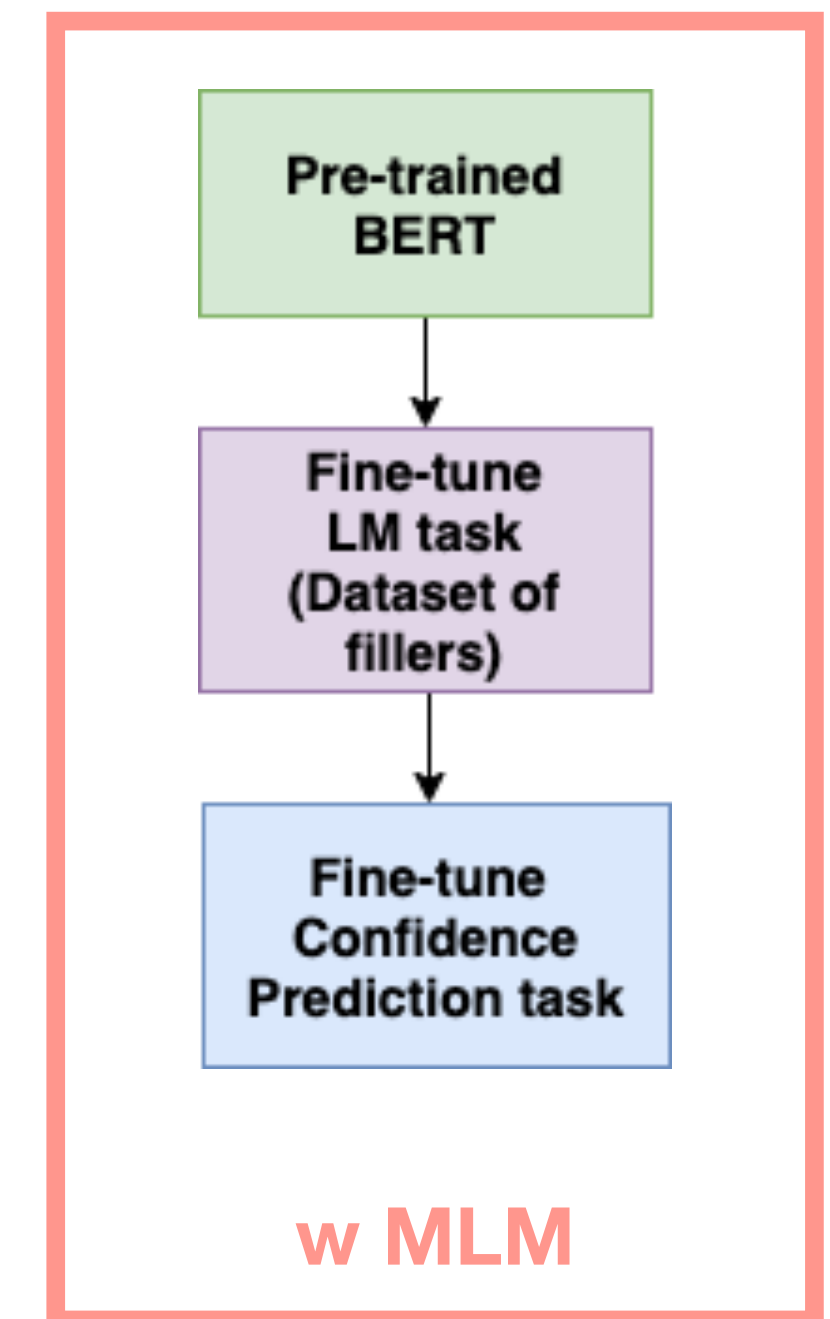 Pre-trained
BERT
Fine-tune
LM task
(Dataset of
fillers)
Fine-tune
Confidence
Prediction task
w MLM